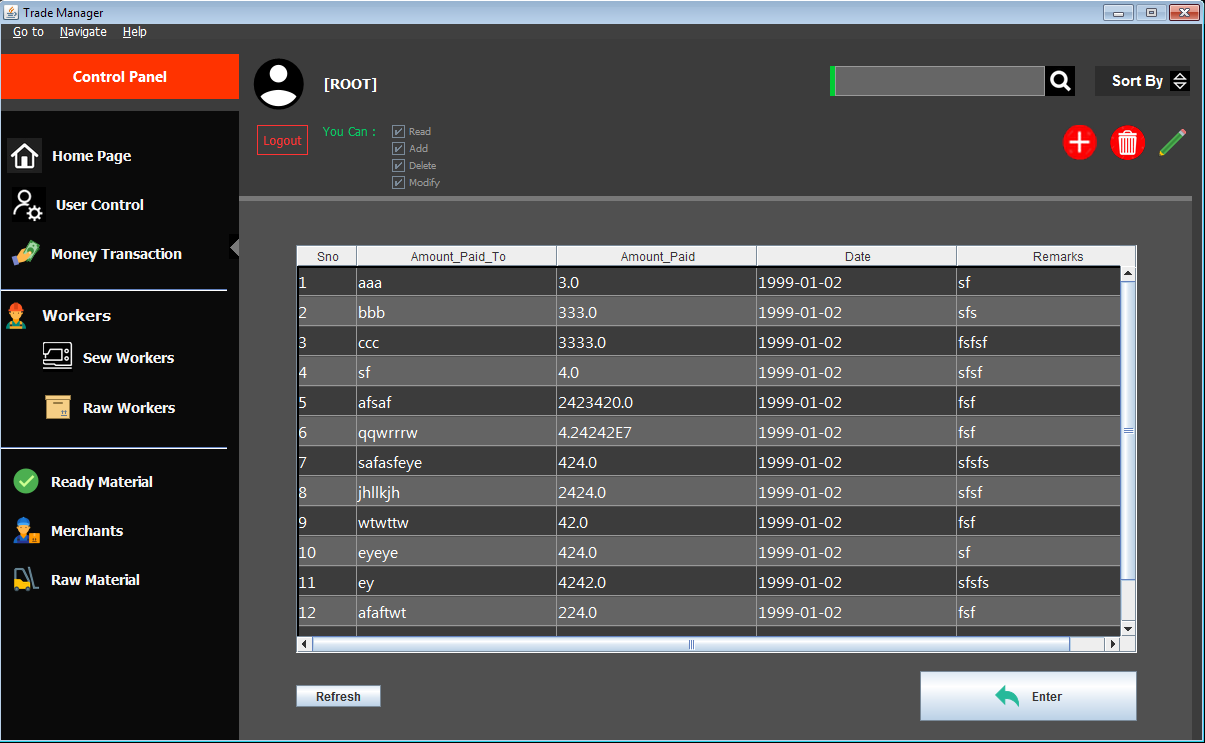 Trade Manager
Go to Navigate Help
Control Panel
[ROOT]
Sort By
Logout
You Can :
Read
Add
Delete
Modify
Home Page
User Control
Money Transaction
Workers
Sew Workers
Raw Workers
Ready Material
Merchants
Raw Material
Sno Amount_Paid_To Amount_Paid Date Remarks
1 aaa 3.0 1999-01-02 sf
2 bbb 333.0 1999-01-02 sfs
3 ccc 3333.0 1999-01-02 fsfsf
4 sf 4.0 1999-01-02 sfsf
5 afsaf 2423420.0 1999-01-02 fsf
6 qqwrrrw 4.24242E7 1999-01-02 fsf
7 safasfeye 424.0 1999-01-02 sfsfs
8 jhllkjh 2424.0 1999-01-02 sfsf
9 wtwttw 42.0 1999-01-02 fsf
10 eyeye 424.0 1999-01-02 sf
11 ey 4242.0 1999-01-02 sfsfs
12 afaftwt 224.0 1999-01-02 fsf
Refresh
Enter